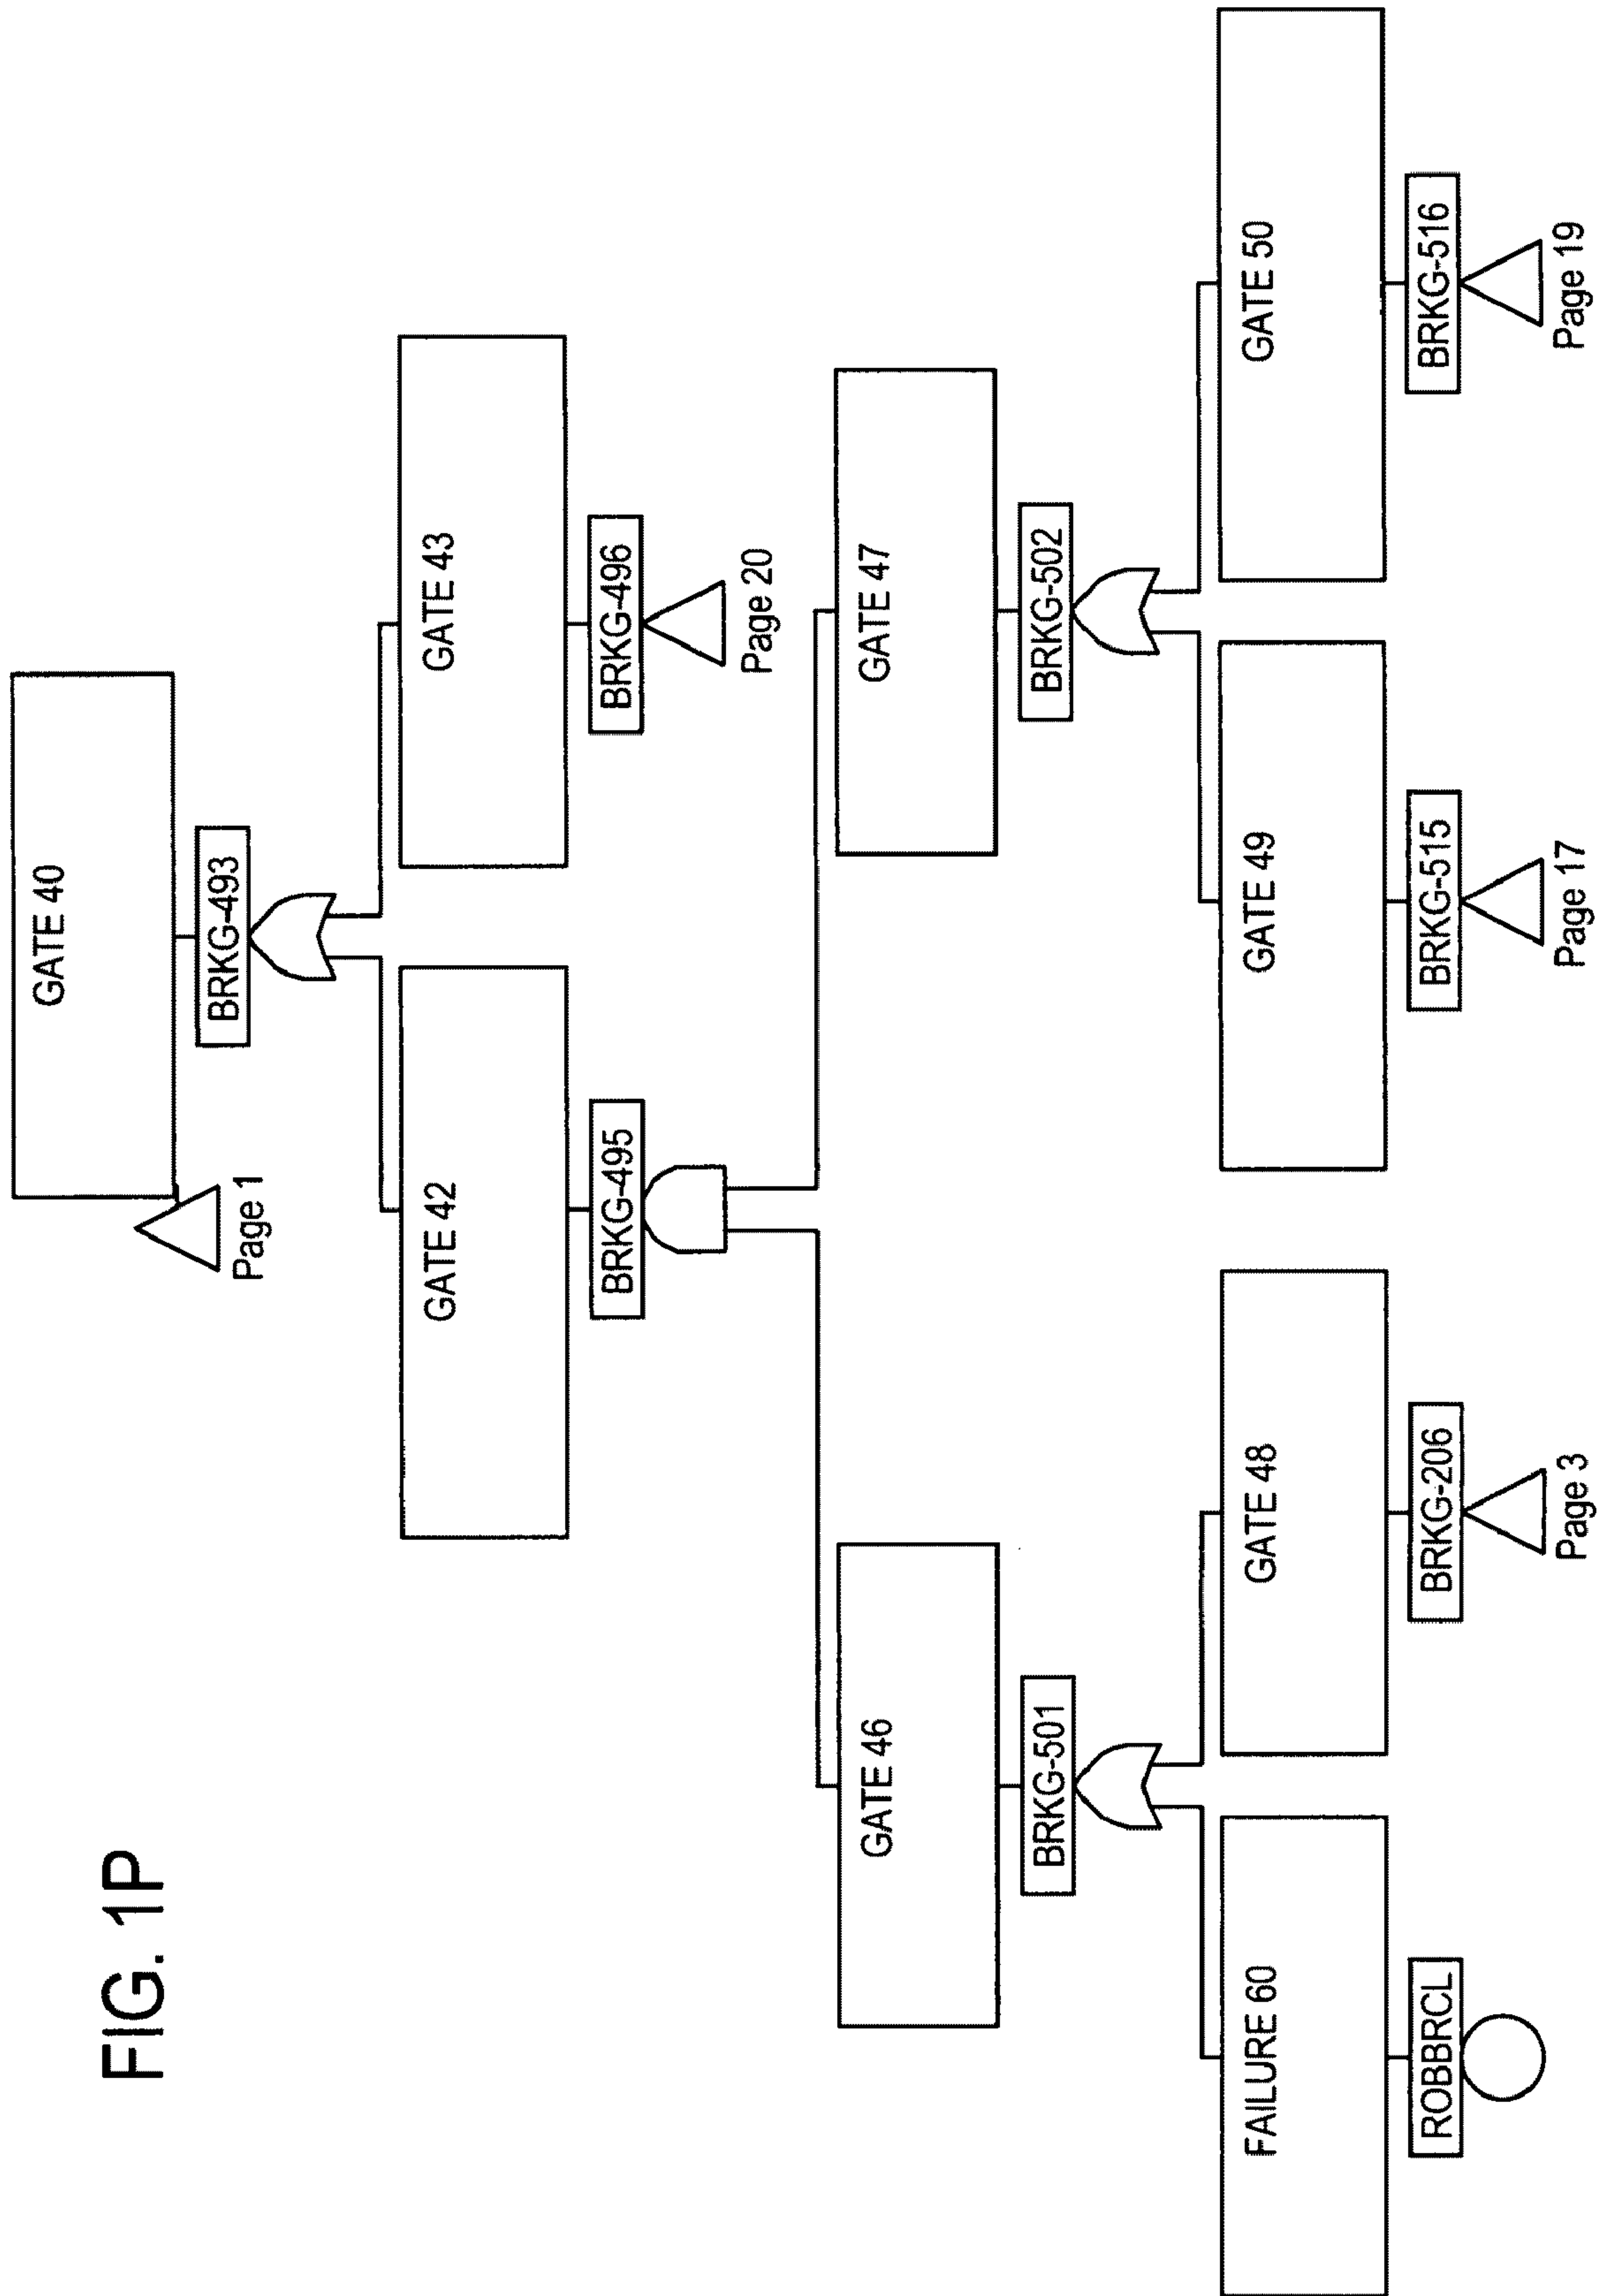 FIG. 1P
Page 1
GATE 40
BRKG-493
GATE 42
GATE 43
BRKG-495
BRKG-496
Page 20
GATE 46
GATE 47
BRKG-501
BRKG-502
FAILURE 60
GATE 48
GATE 49
GATE 50
ROBBRCL
BRKG-206
BRKG-515
BRKG-516
Page 3
Page 17
Page 19